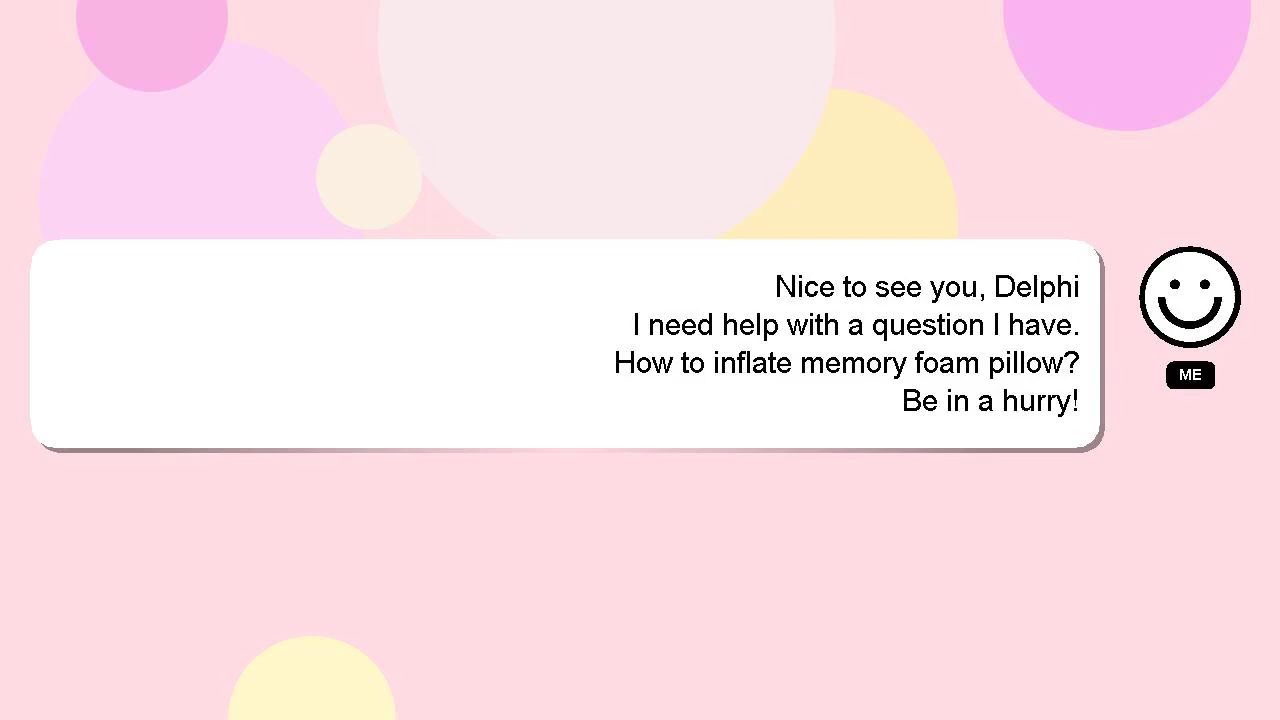 Nice to see you, Delphi
I need help with a question I have.
How to inflate memory foam pillow?
Be in a hurry!
ME